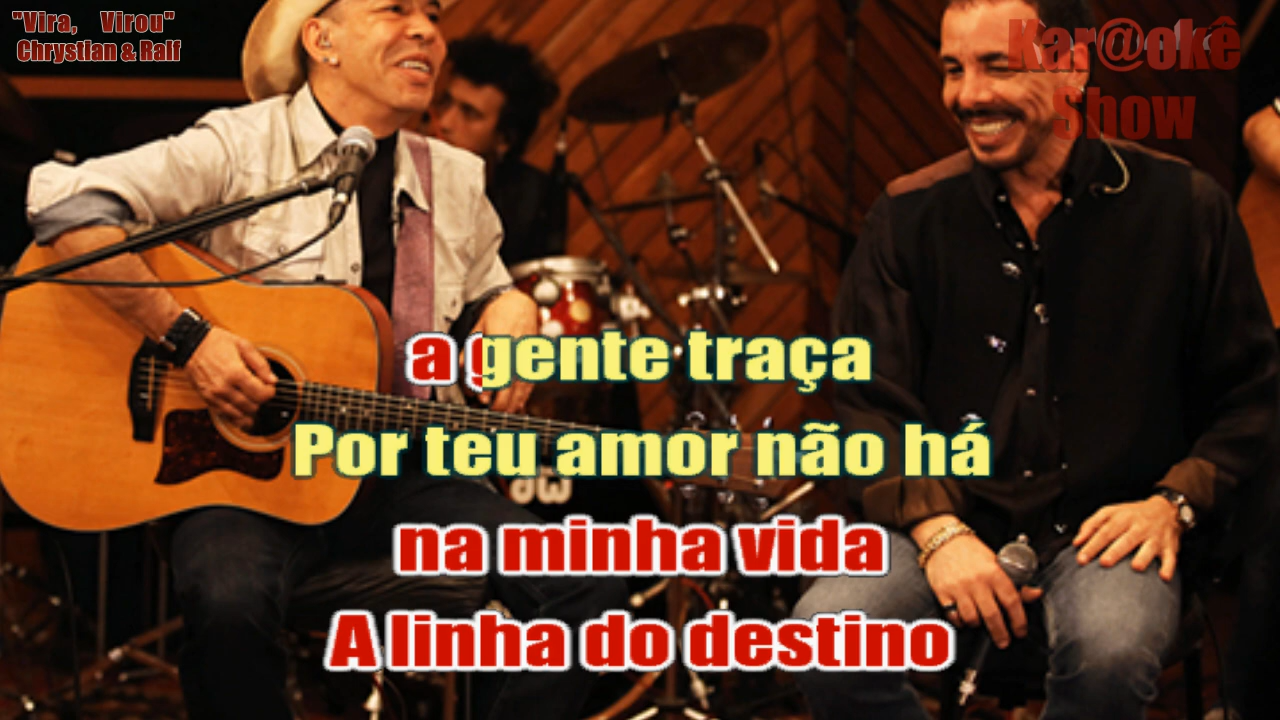 "Vira, Virou"
Chrystian & Ralf
Kar@okê
Show
a gente traça
Por teu amor não há
na minha vida
A linha do destino